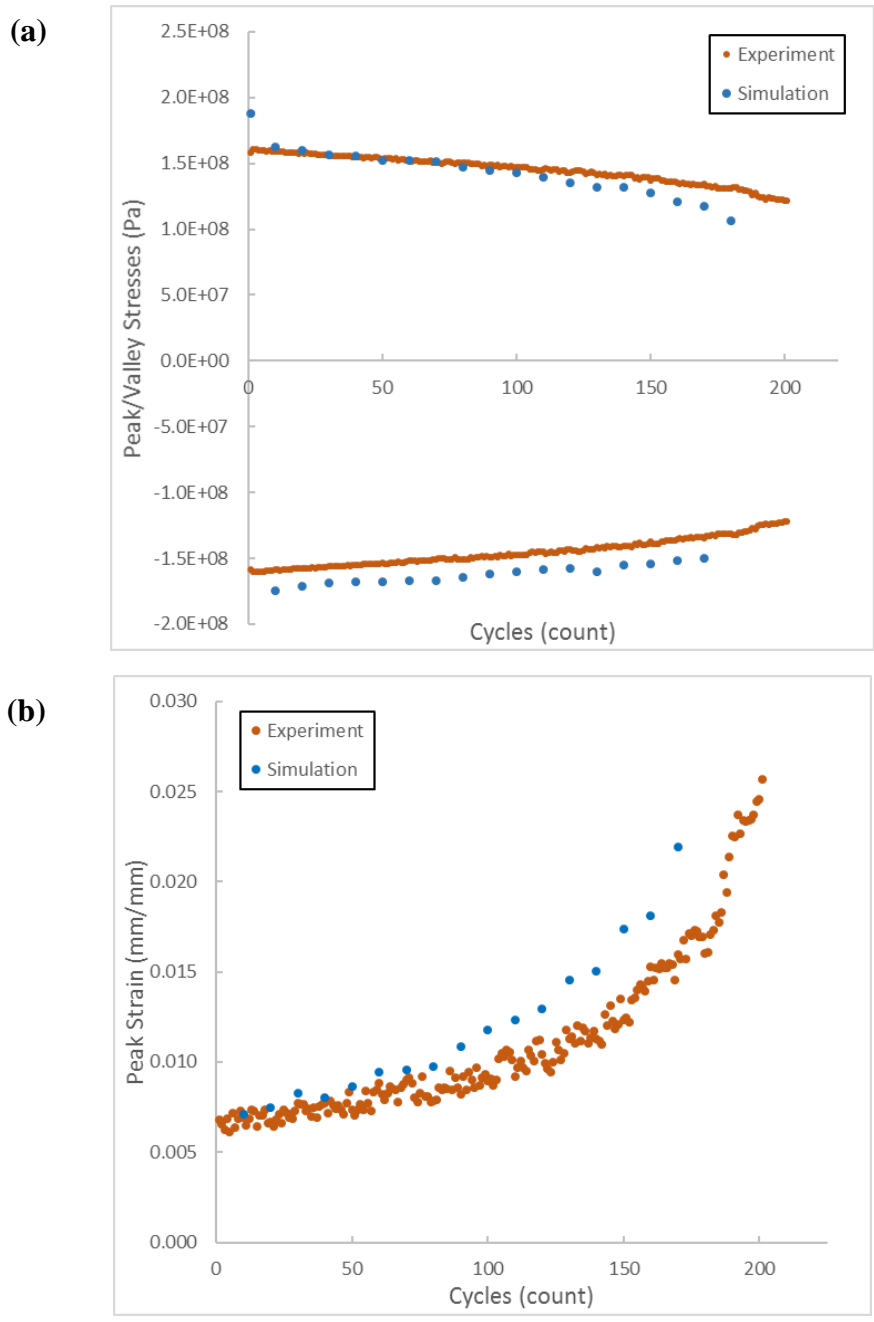 (a)
2.5E+08
2.0E+08
1.5E+08
1.0E+08
5.0E+07
0.0E+00
-5.0E+07
-1.0E+08
-1.5E+08
-2.0E+08
Peak/Valley Stresses (Pa)
Experiment
Simulation
0 50 100 150 200
Cycles (count)
(b)
0.030
0.025
0.020
0.015
0.010
0.005
0.000
Peak Strain (mm/mm)
Experiment
Simulation
0 50 100 150 200
Cycles (count)